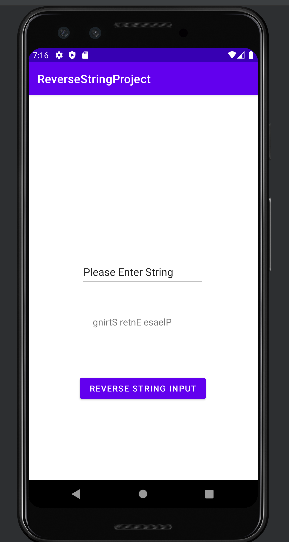 7:16
ReverseStringProject
Please Enter String
gnirtS retnE esaelP
REVERSE STRING INPUT